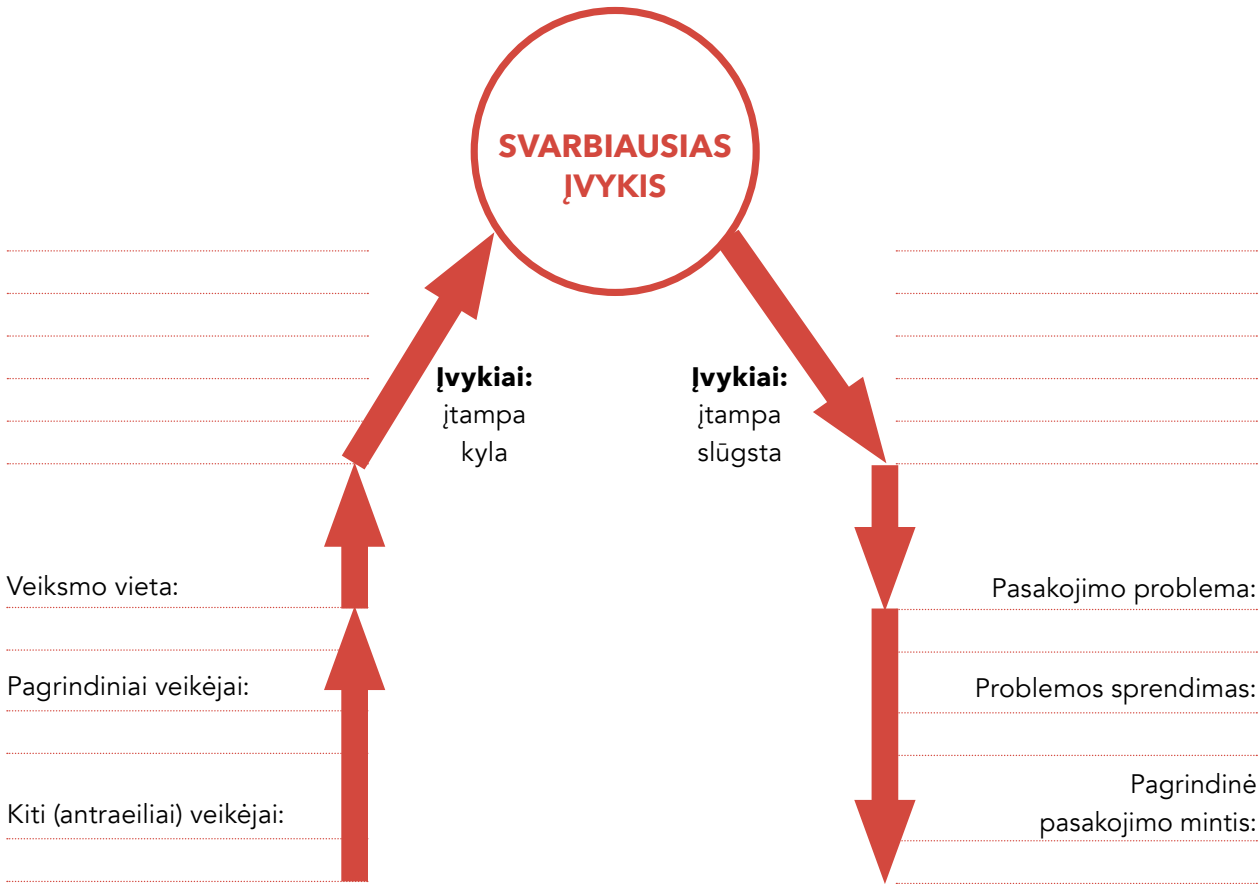 SVARBIAUSIAS
ĮVYKIS
Įvykiai:
įtampa
kyla
Įvykiai:
įtampa
slūgsta
Veiksmo vieta:
Pagrindiniai veikėjai:
Kiti (antraeiliai) veikėjai:
Pasakojimo problema:
Problemos sprendimas:
Pagrindinė
pasakojimo mintis: